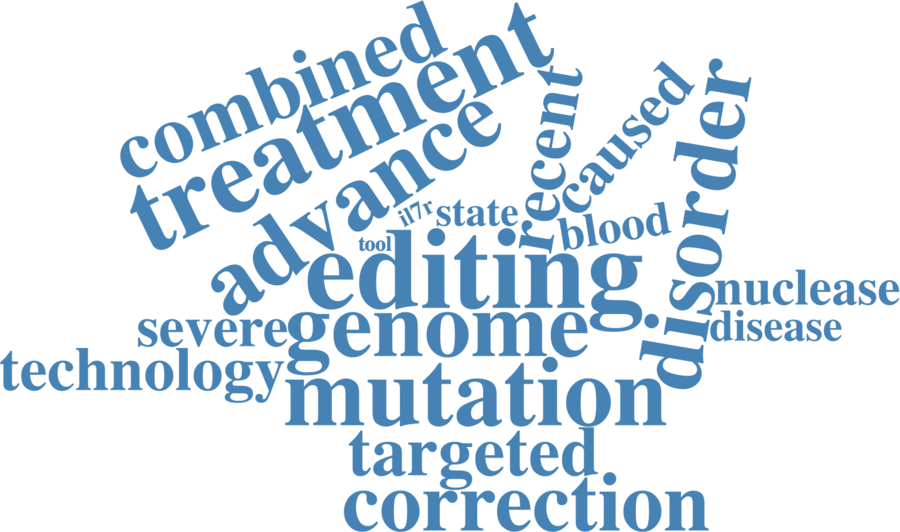 combined
treatment
advance
recent
caused
disorder
il7r
state
blood
tool
editing
nuclease
severe
genome
disease
technology
mutation
targeted
correction